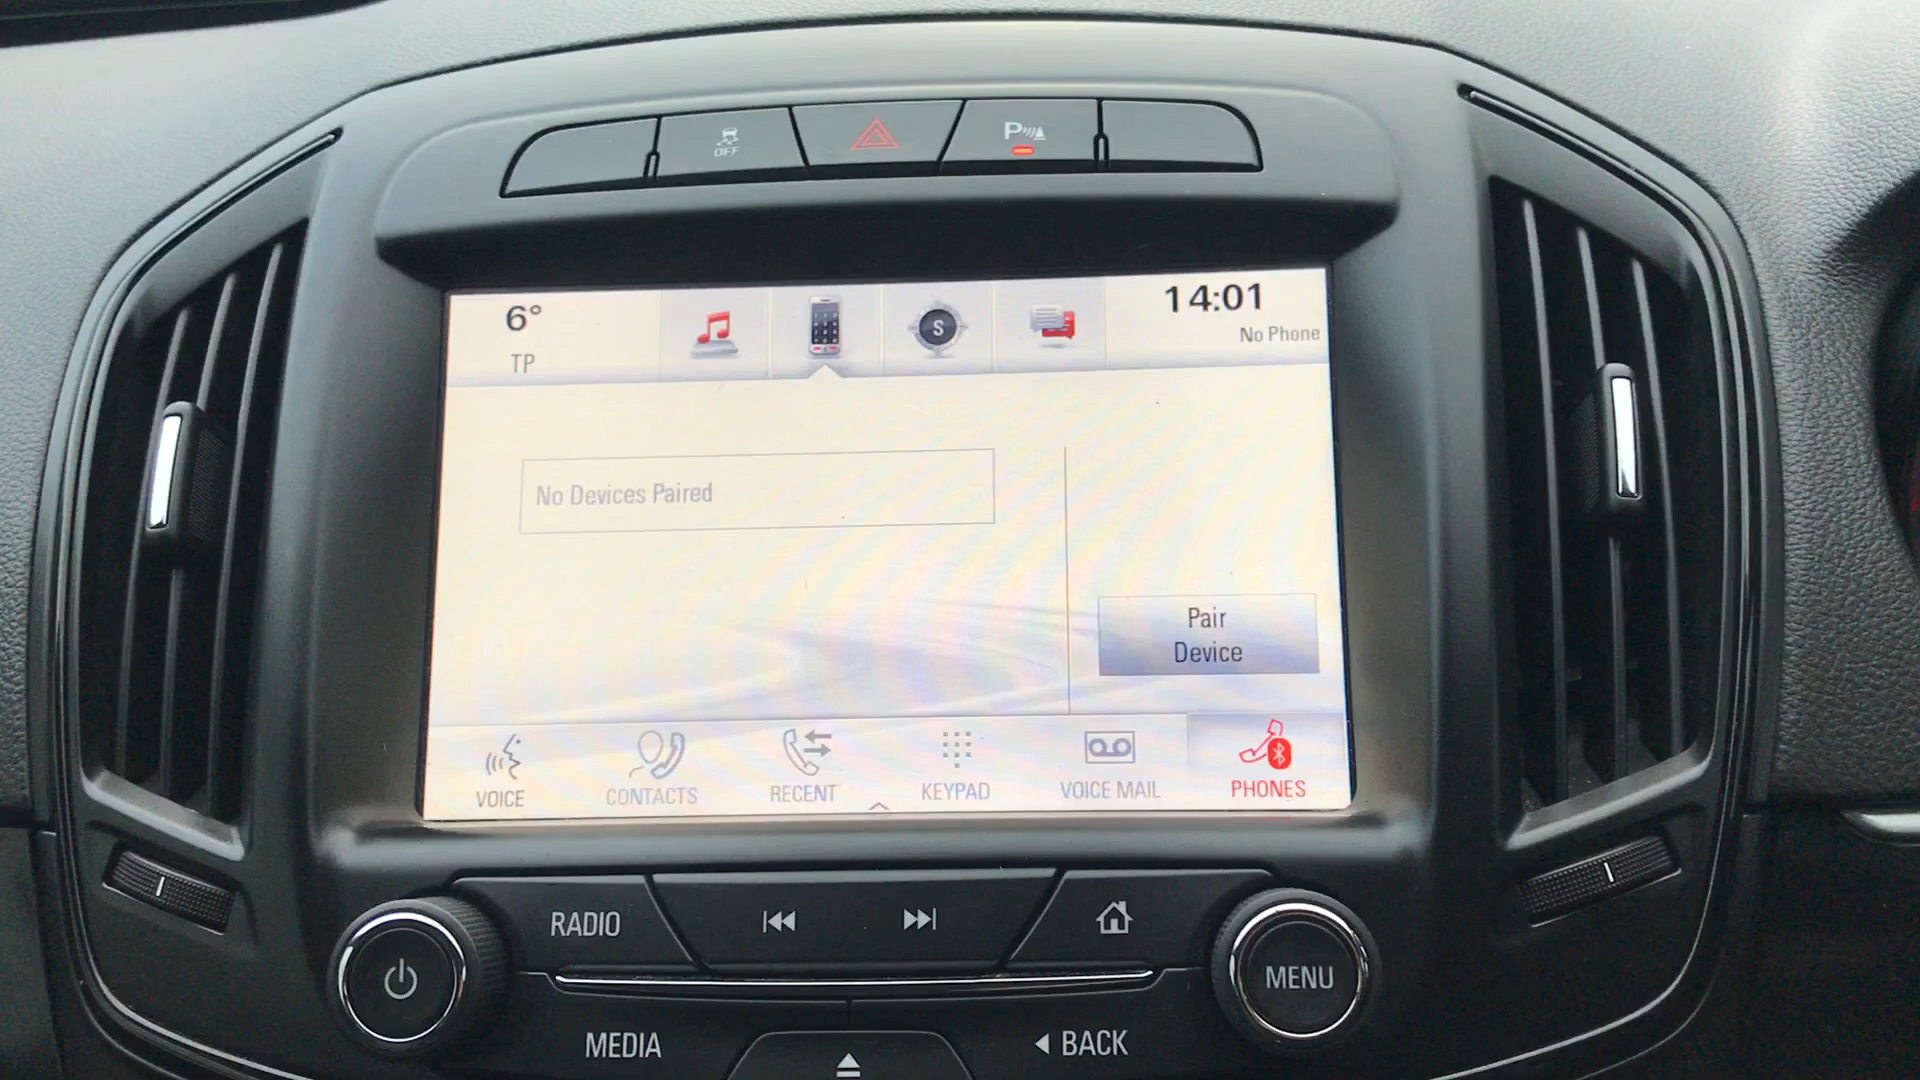 OFF
P
6°
TP
S
14:01
No Phone
No Devices Paired
Pair
Device
VOICE
CONTACTS
RECENT
KEYPAD
VOICE MAIL
PHONES
RADIO
MENU
MEDIA
BACK